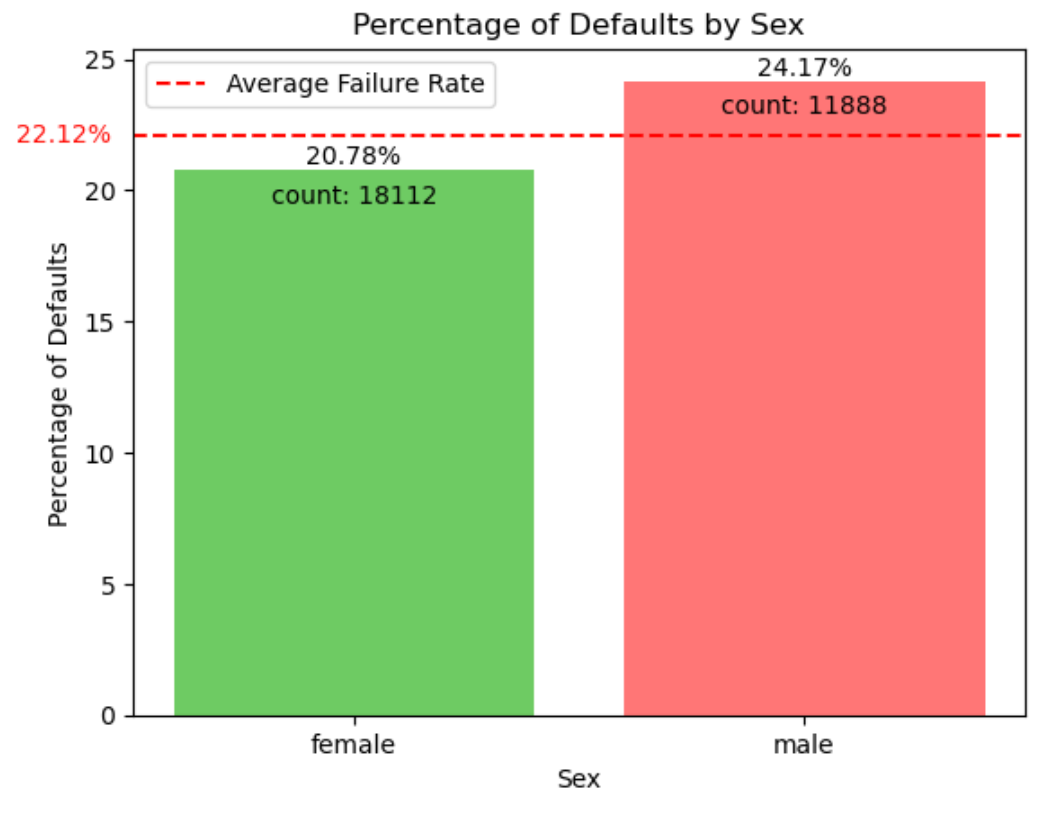 Percentage of Defaults by Sex
25
Average Failure Rate
24.17%
count: 11888
22.12%
20.78%
count: 18112
20
15
10
5
0
Percentage of Defaults
female
male
Sex